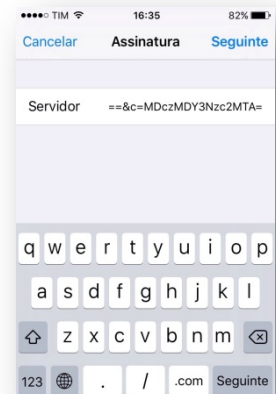 TIM 16:35 82%
Cancelar Assinatura Seguinte
Servidor ==&c=MDczMDY3Nzc2MTA=
q w e r t y u i o p
a s d f g h j k l
z x c v b n m
123 . / .com Seguinte